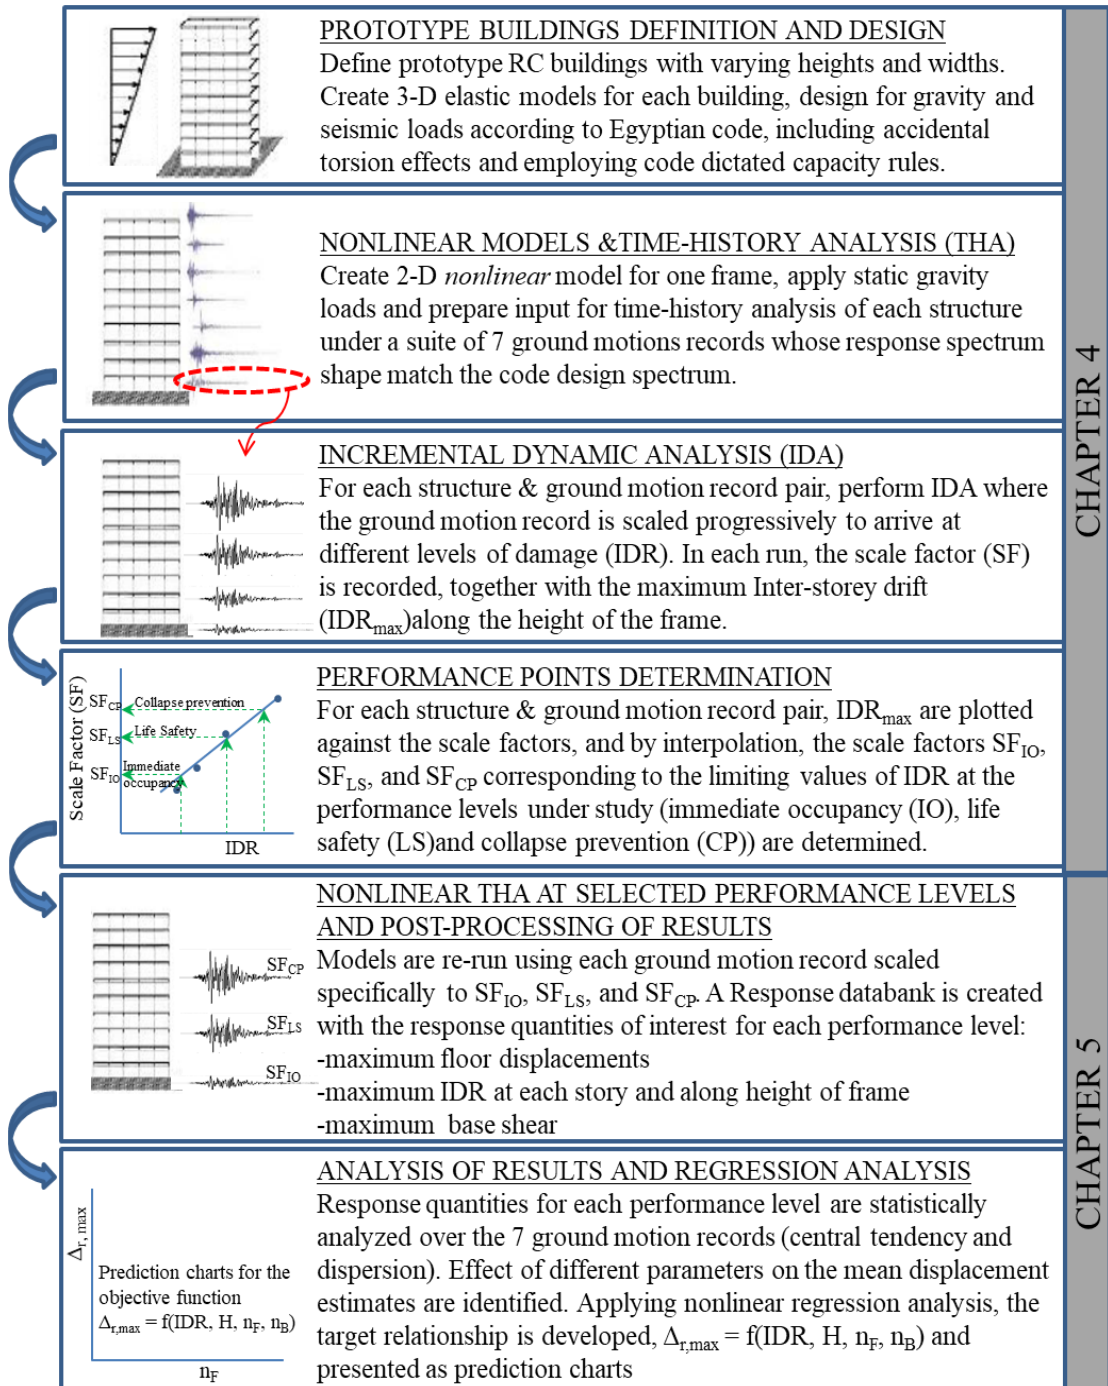 PROTOTYPE BUILDINGS DEFINITION AND DESIGN
Define prototype RC buildings with varying heights and widths.
Create 3-D elastic models for each building, design for gravity and
seismic loads according to Egyptian code, including accidental
torsion effects and employing code dictated capacity rules.
NONLINEAR MODELS &TIME-HISTORY ANALYSIS (THA)
Create 2-D nonlinear model for one frame, apply static gravity
loads and prepare input for time-history analysis of each structure
under a suite of 7 ground motions records whose response spectrum
shape match the code design spectrum.
INCREMENTAL DYNAMIC ANALYSIS (IDA)
For each structure & ground motion record pair, perform IDA where
the ground motion record is scaled progressively to arrive at
different levels of damage (IDR). In each run, the scale factor (SF)
is recorded, together with the maximum Inter-storey drift
(IDRmax)along the height of the frame.
CHAPTER 4
Scale Factor (SF)
SFCP
Collapse prevention
SFLS
Life Safety
SFIO
Immediate
occupancy
IDR
PERFORMANCE POINTS DETERMINATION
For each structure & ground motion record pair, IDRmax are plotted
against the scale factors, and by interpolation, the scale factors SFIO,
SFLS, and SFCP corresponding to the limiting values of IDR at the
performance levels under study (immediate occupancy (IO), life
safety (LS)and collapse prevention (CP)) are determined.
NONLINEAR THA AT SELECTED PERFORMANCE LEVELS
AND POST-PROCESSING OF RESULTS
Models are re-run using each ground motion record scaled
specifically to SFIO, SFLS, and SFCP. A Response databank is created
with the response quantities of interest for each performance level:
-maximum floor displacements
-maximum IDR at each story and along height of frame
-maximum base shear
SFCP
SFLS
SFIO
CHAPTER 5
ANALYSIS OF RESULTS AND REGRESSION ANALYSIS
Response quantities for each performance level are statistically
analyzed over the 7 ground motion records (central tendency and
dispersion). Effect of different parameters on the mean displacement
estimates are identified. Applying nonlinear regression analysis, the
target relationship is developed, Δr,max = f(IDR, H, nF, nB) and
presented as prediction charts
Δr, max
Prediction charts for the
objective function
Δr,max = f(IDR, H, nF, nB)
nF